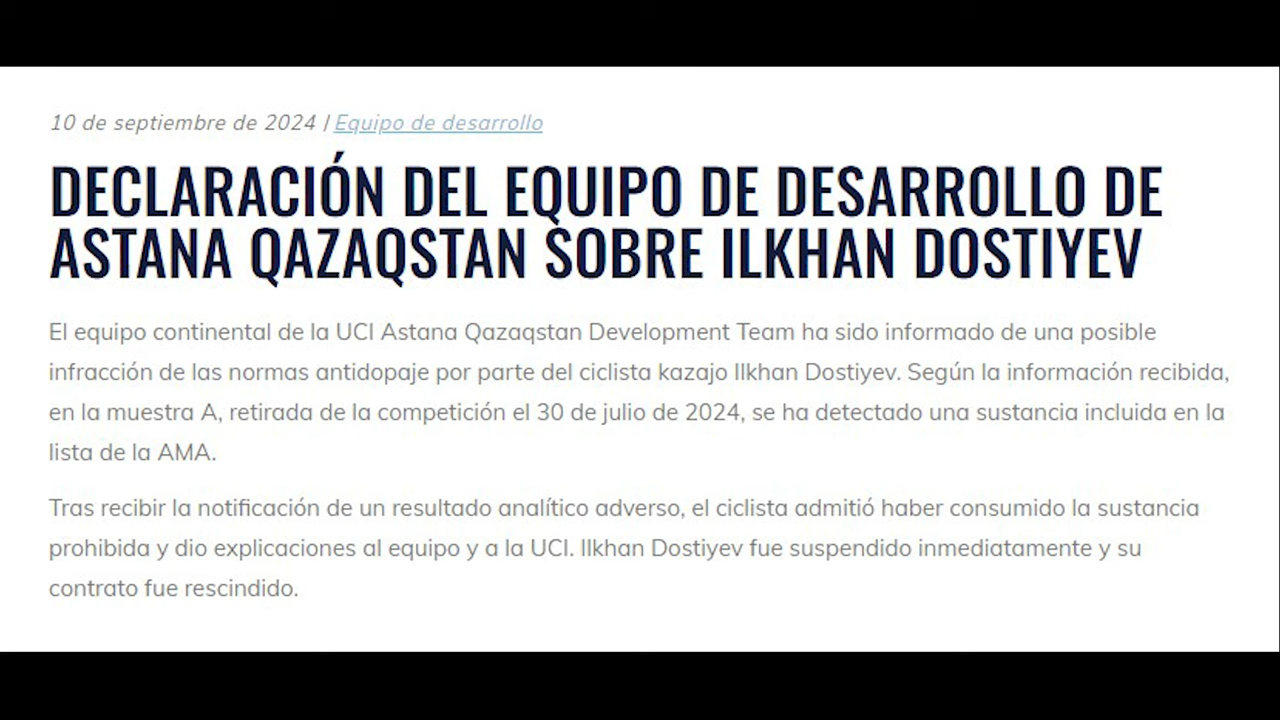 10 de septiembre de 2024 | Equipo de desarrollo
DECLARACIÓN DEL EQUIPO DE DESARROLLO DE
ASTANA QAZAQSTAN SOBRE ILKHAN DOSTIYEV
El equipo continental de la UCI Astana Qazaqstan Development Team ha sido informado de una posible
infracción de las normas antidopaje por parte del ciclista kazajo Ilkhan Dostiyev. Según la información recibida,
en la muestra A, retirada de la competición el 30 de julio de 2024, se ha detectado una sustancia incluida en la
lista de la AMA.
Tras recibir la notificación de un resultado analítico adverso, el ciclista admitió haber consumido la sustancia
prohibida y dio explicaciones al equipo y a la UCI. Ilkhan Dostiyev fue suspendido inmediatamente y su
contrato fue rescindido.